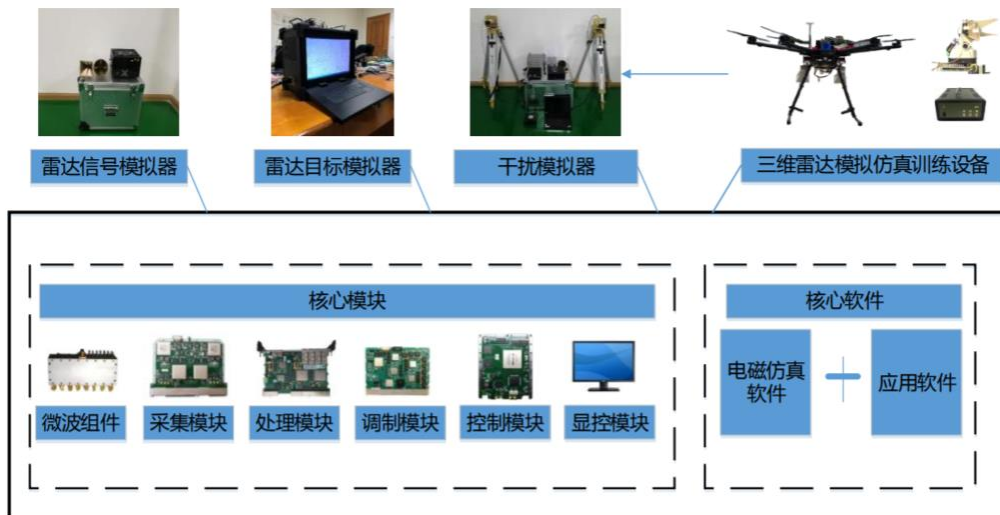 雷达信号模拟器
雷达目标模拟器
干扰模拟器
三维雷达模拟仿真训练设备
核心模块
微波组件
采集模块
处理模块
调制模块
控制模块
显控模块
核心软件
电磁仿真
软件
应用软件